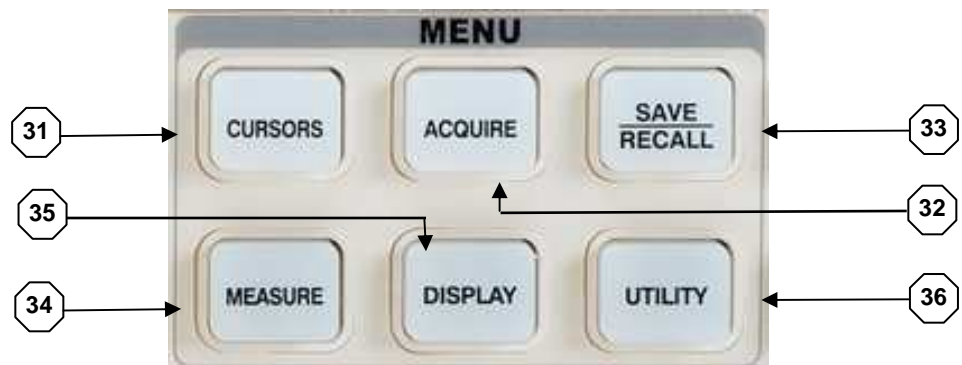 MENU
31
CURSORS
ACQUIRE
SAVE
RECALL
33
35
32
34
MEASURE
DISPLAY
UTILITY
36